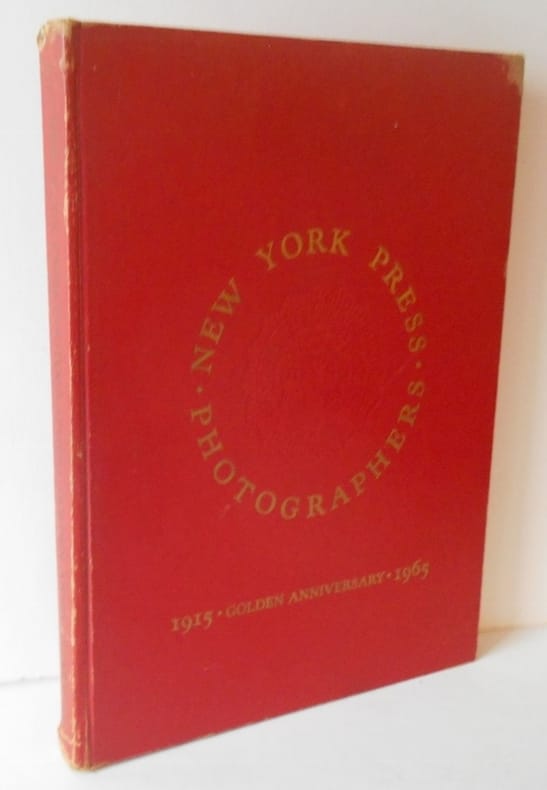 NEW YORK PRESS · PHOTOGRAPHERS ·
1915 · GOLDEN ANNIVERSARY · 1965